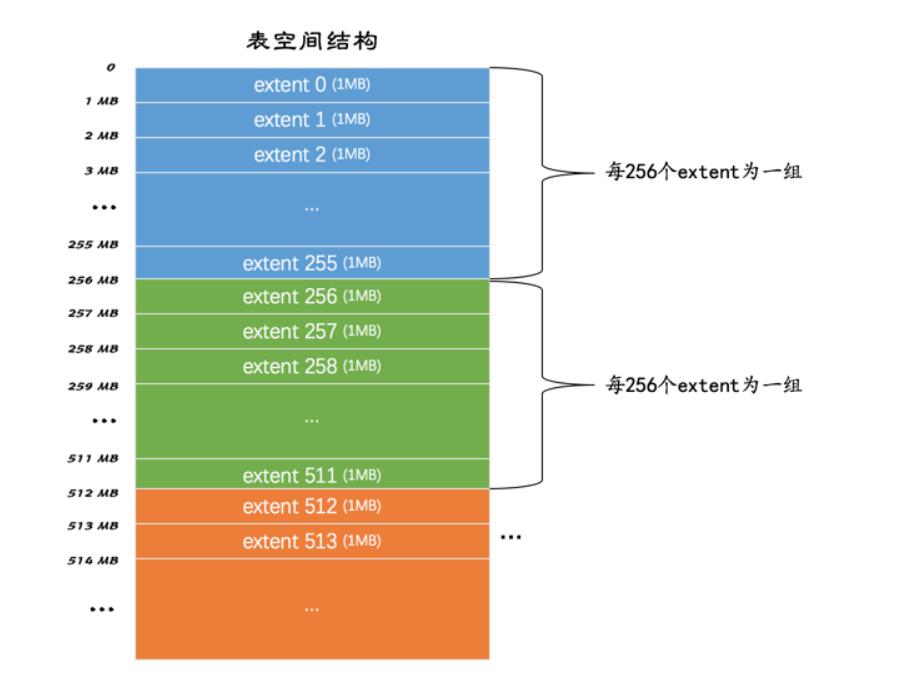 表空间结构
0
extent 0 (1MB)
1 MB
extent 1 (1MB)
2 MB
extent 2 (1MB)
3 MB
每256个extent为一组
...
...
255 MB
extent 255 (1MB)
256 MB
extent 256 (1MB)
257 MB
extent 257 (1MB)
258 MB
extent 258 (1MB)
259 MB
每256个extent为一组
...
...
511 MB
extent 511 (1MB)
512 MB
extent 512 (1MB)
513 MB
extent 513 (1MB)
...
514 MB
...
...